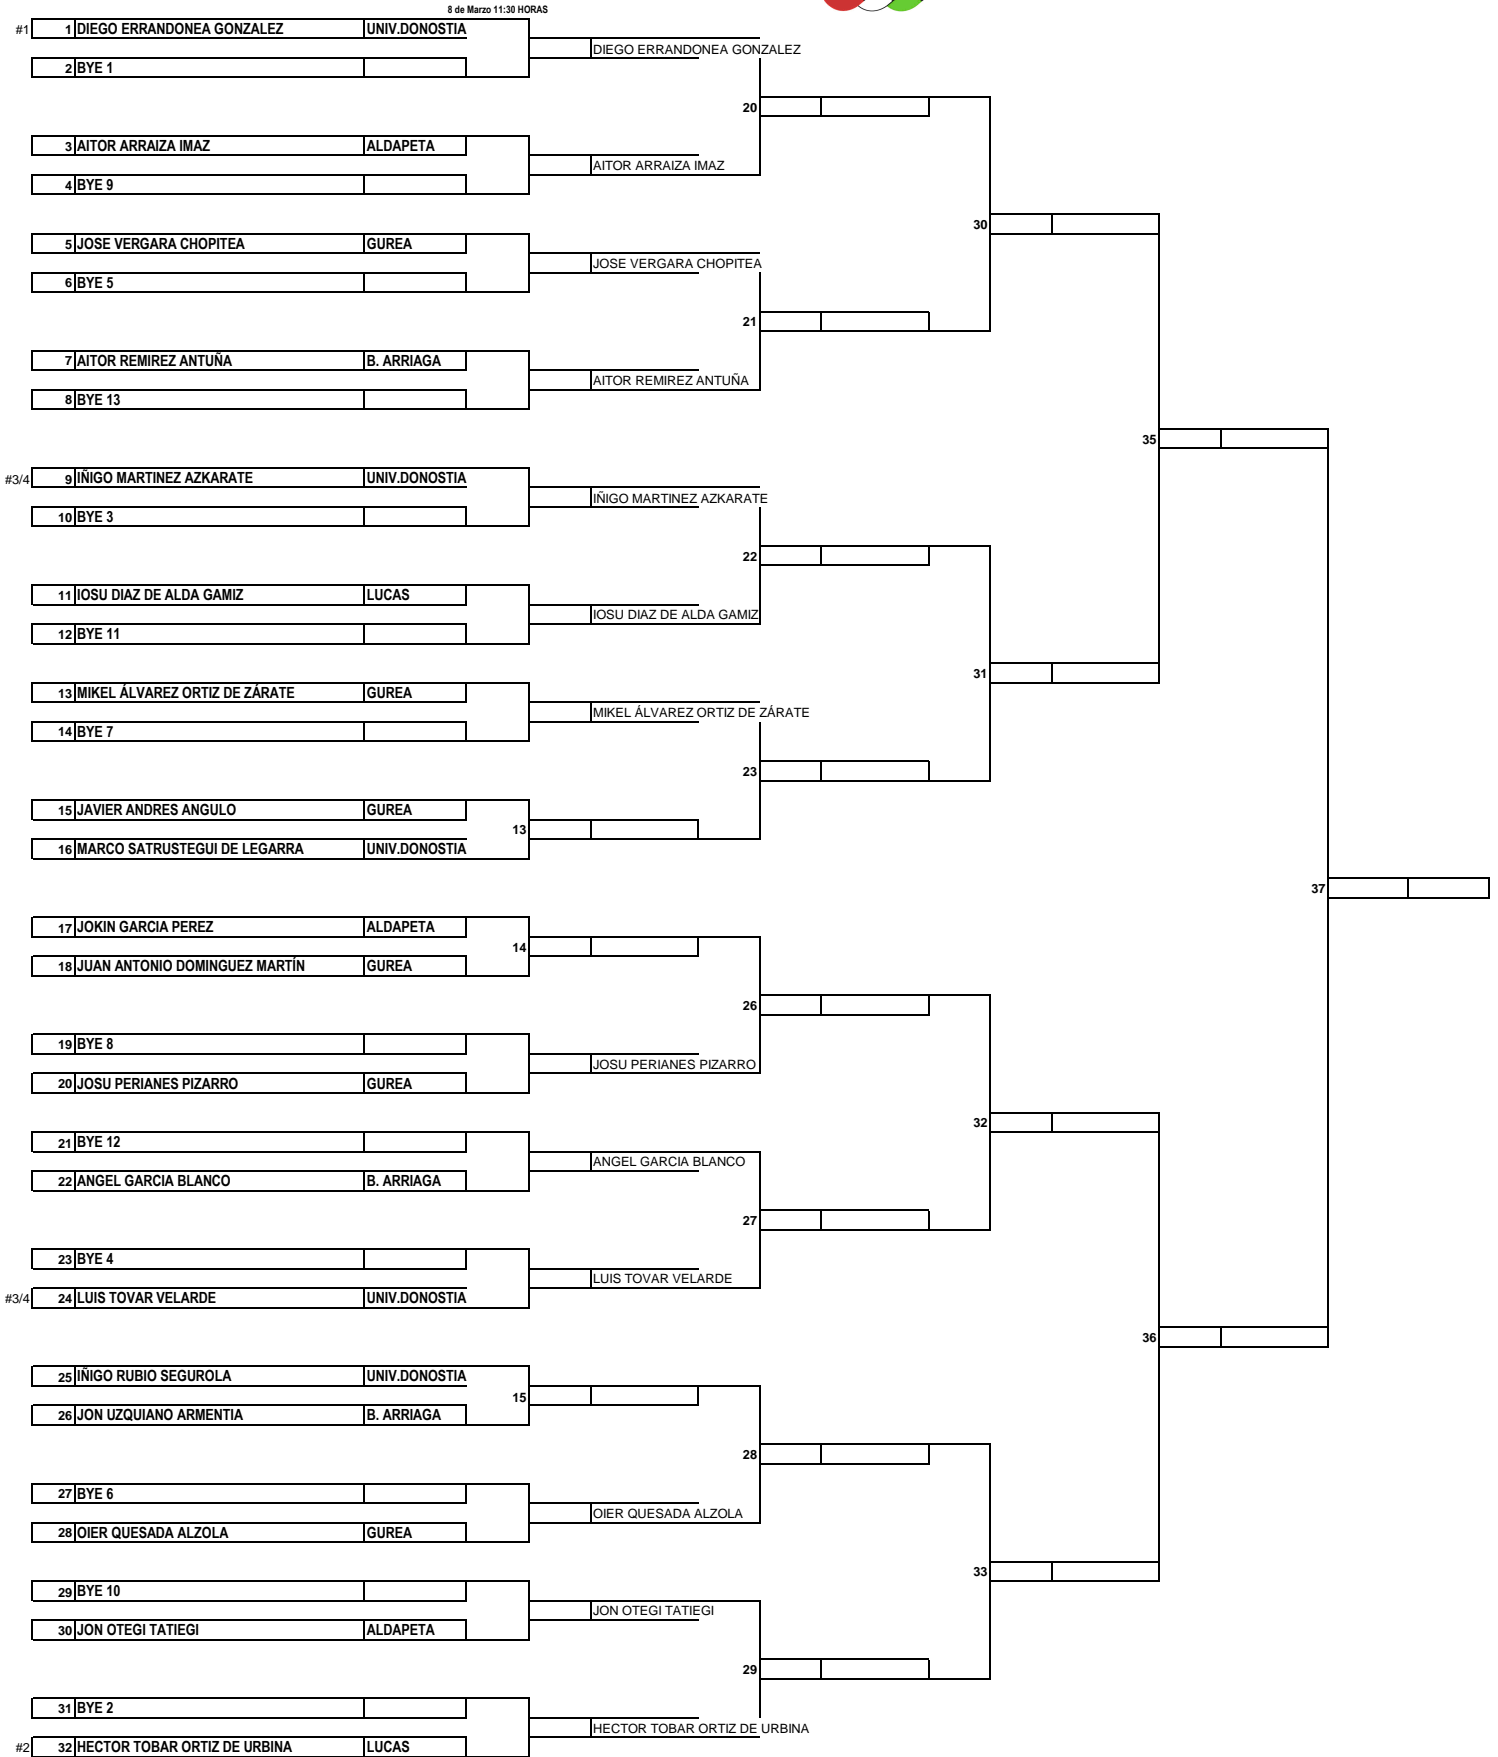 8 de Marzo 11:30 HORAS
#1 1 DIEGO ERRANDONEA GONZALEZ UNIV.DONOSTIA
DIEGO ERRANDONEA GONZALEZ
2 BYE 1
20
3 AITOR ARRAIZA IMAZ ALDAPETA
AITOR ARRAIZA IMAZ
4 BYE 9
30
5 JOSE VERGARA CHOPITEA GUREA
JOSE VERGARA CHOPITEA
6 BYE 5
21
7 AITOR REMIREZ ANTUÑA B. ARRIAGA
AITOR REMIREZ ANTUÑA
8 BYE 13
35
#3/4 9 IÑIGO MARTINEZ AZKARATE UNIV.DONOSTIA
IÑIGO MARTINEZ AZKARATE
10 BYE 3
22
11 IOSU DIAZ DE ALDA GAMIZ LUCAS
IOSU DIAZ DE ALDA GAMIZ
12 BYE 11
31
13 MIKEL ÁLVAREZ ORTIZ DE ZÁRATE GUREA
MIKEL ÁLVAREZ ORTIZ DE ZÁRATE
14 BYE 7
23
15 JAVIER ANDRES ANGULO GUREA
13
16 MARCO SATRUSTEGUI DE LEGARRA UNIV.DONOSTIA
37
17 JOKIN GARCIA PEREZ ALDAPETA
14
18 JUAN ANTONIO DOMINGUEZ MARTÍN GUREA
26
19 BYE 8
JOSU PERIANES PIZARRO
20 JOSU PERIANES PIZARRO GUREA
32
21 BYE 12
ANGEL GARCIA BLANCO
22 ANGEL GARCIA BLANCO B. ARRIAGA
27
23 BYE 4
LUIS TOVAR VELARDE
#3/4 24 LUIS TOVAR VELARDE UNIV.DONOSTIA
36
25 IÑIGO RUBIO SEGUROLA UNIV.DONOSTIA
15
26 JON UZQUIANO ARMENTIA B. ARRIAGA
28
27 BYE 6
OIER QUESADA ALZOLA
28 OIER QUESADA ALZOLA GUREA
33
29 BYE 10
JON OTEGI TATIEGI
30 JON OTEGI TATIEGI ALDAPETA
29
31 BYE 2
HECTOR TOBAR ORTIZ DE URBINA
#2 32 HECTOR TOBAR ORTIZ DE URBINA LUCAS